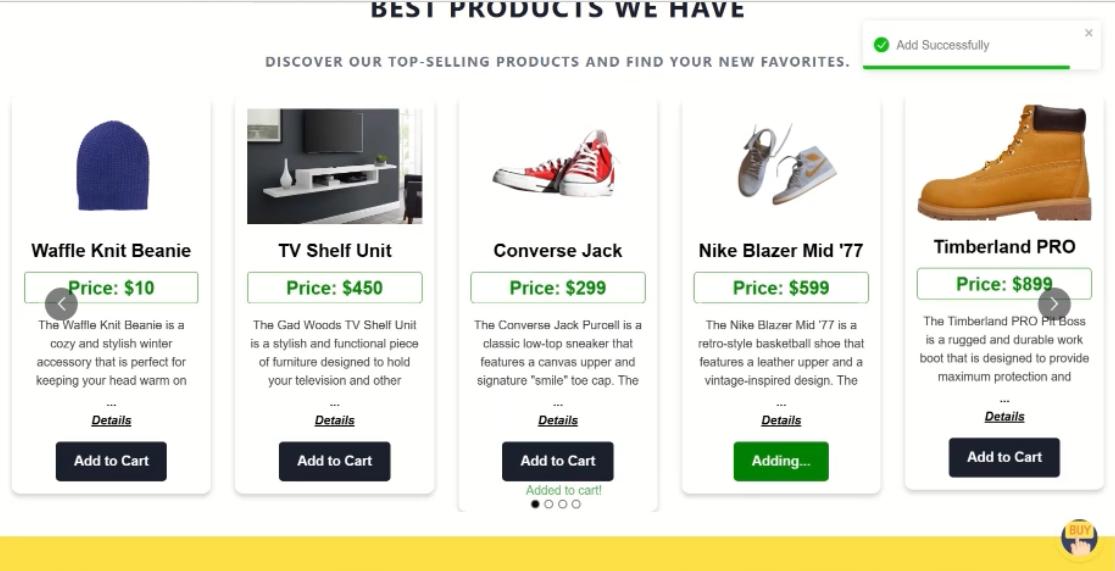 BEST PRODUCTS WE HAVE
DISCOVER OUR TOP-SELLING PRODUCTS AND FIND YOUR NEW FAVORITES.
Add Successfully
Waffle Knit Beanie
Price: $10
The Waffle Knit Beanie is a
cozy and stylish winter
accessory that is perfect for
keeping your head warm on
...
Details
Add to Cart
TV Shelf Unit
Price: $450
The Gad Woods TV Shelf Unit
is a stylish and functional piece
of furniture designed to hold
your television and other
...
Details
Add to Cart
Converse Jack
Price: $299
The Converse Jack Purcell is a
classic low-top sneaker that
features a canvas upper and
signature "smile" toe cap. The
...
Details
Add to Cart
Added to cart!
Nike Blazer Mid '77
Price: $599
The Nike Blazer Mid '77 is a
retro-style basketball shoe that
features a leather upper and a
vintage-inspired design. The
...
Details
Adding...
Timberland PRO
Price: $899
The Timberland PRO Pit Boss
is a rugged and durable work
boot that is designed to provide
maximum protection and
...
Details
Add to Cart
BUY